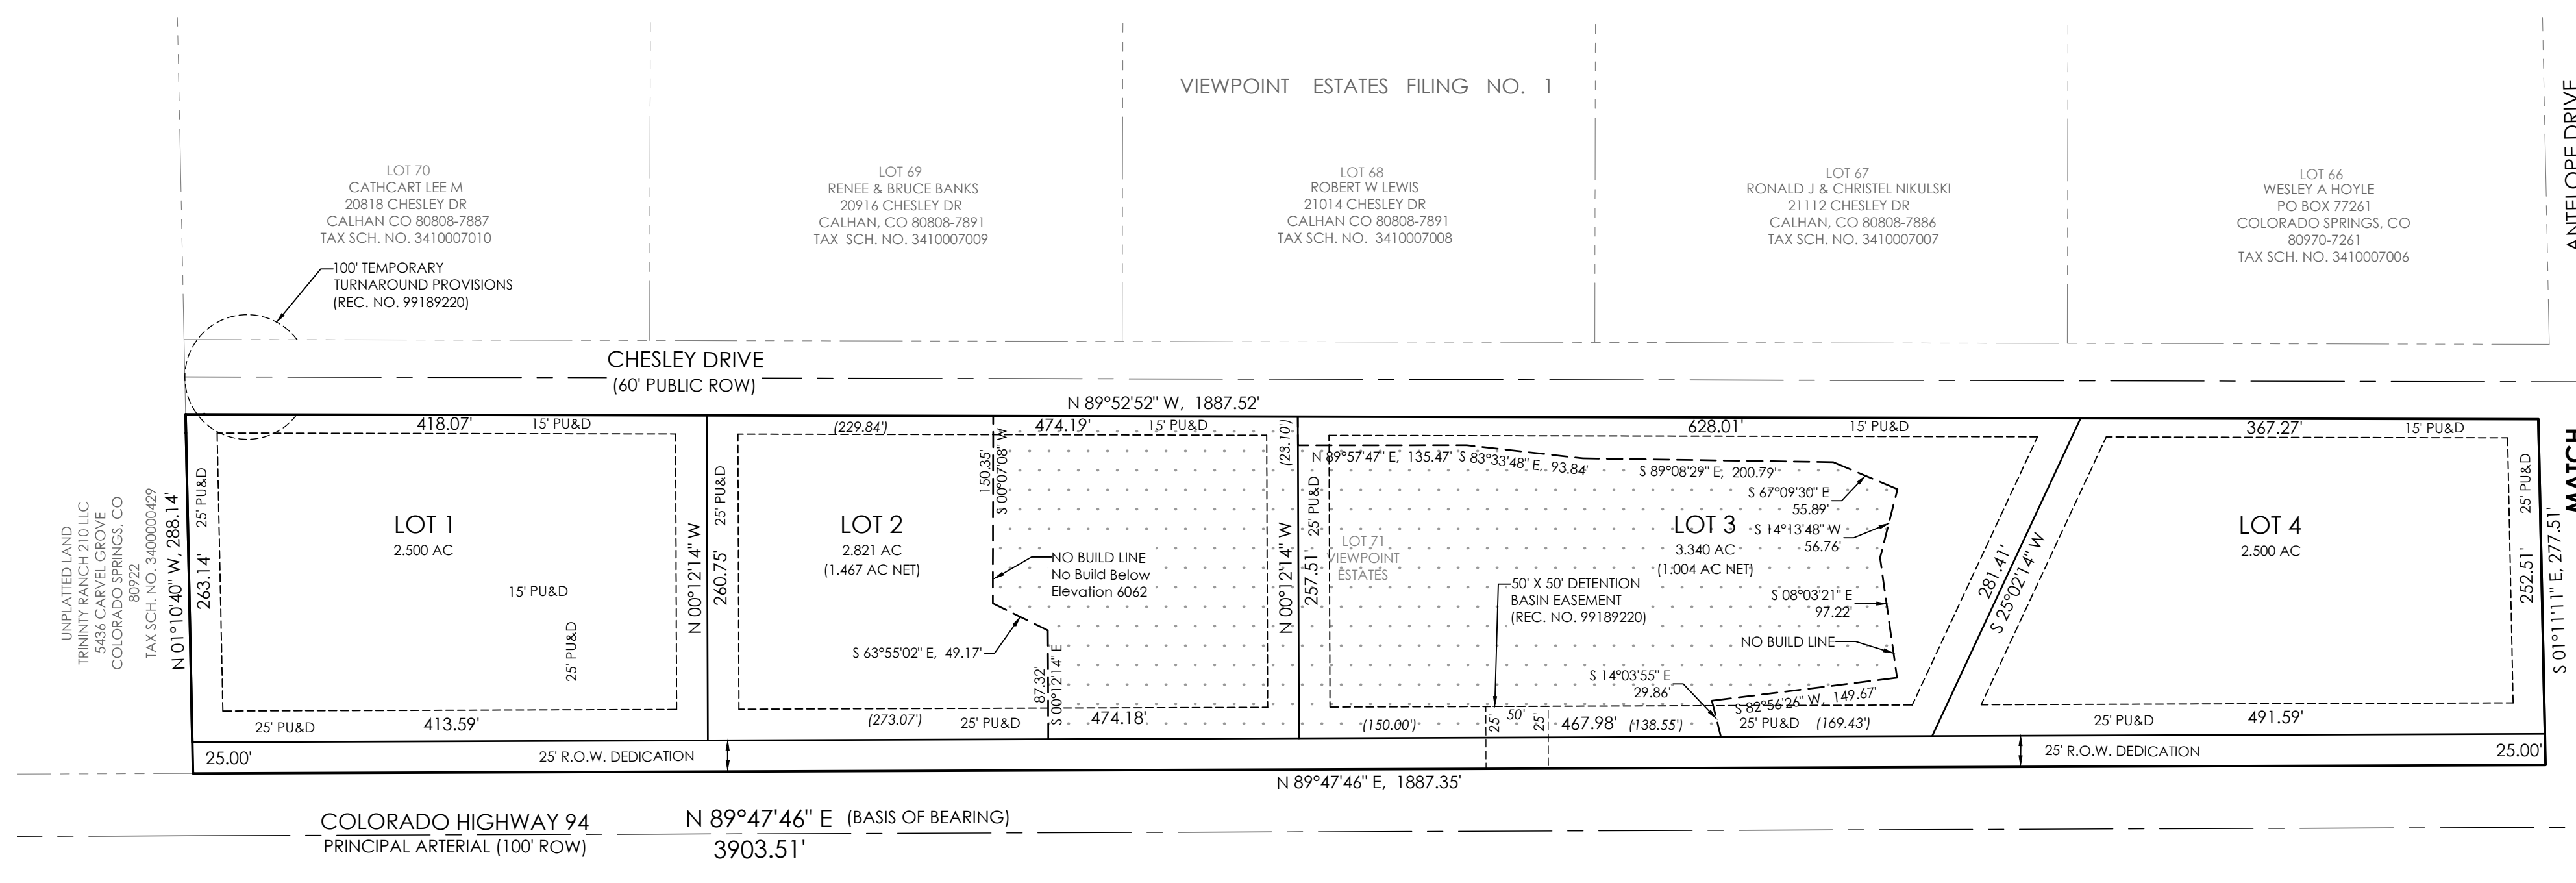 VIEWPOINT ESTATES FILING NO. 1
ANTELOPE DRIVE
LOT 70
CATHCART LEE M
20818 CHESLEY DR
CALHAN CO 80808-7887
TAX SCH. NO. 3410007010
LOT 69
RENEE & BRUCE BANKS
20916 CHESLEY DR
CALHAN, CO 80808-7891
TAX SCH. NO. 3410007009
LOT 68
ROBERT W LEWIS
21014 CHESLEY DR
CALHAN CO 80808-7891
TAX SCH. NO. 3410007008
LOT 67
RONALD J & CHRISTEL NIKULSKI
21112 CHESLEY DR
CALHAN, CO 80808-7886
TAX SCH. NO. 3410007007
LOT 66
WESLEY A HOYLE
PO BOX 77261
COLORADO SPRINGS, CO
80970-7261
TAX SCH. NO. 3410007006
100' TEMPORARY
TURNAROUND PROVISIONS
(REC. NO. 99189220)
CHESLEY DRIVE
(60' PUBLIC ROW)
N 89°52'52" W, 1887.52'
UNPLATTED LAND
TRININTY RANCH 210 LLC
5436 CARVEL GROVE
COLORADO SPRINGS, CO
80922
TAX SCH. NO. 3400000429
N 01°10'40" W, 288.14'
263.14'
25' PU&D
418.07'
15' PU&D
LOT 1
2.500 AC
15' PU&D
25' PU&D
25' PU&D
413.59'
N 00°12'14" W
260.75'
25' PU&D
(229.84')
474.19'
15' PU&D
(23.10')
150.35'
S 00°07'08" W
LOT 2
2.821 AC
(1.467 AC NET)
NO BUILD LINE
No Build Below
Elevation 6062
S 63°55'02" E, 49.17'
87.32'
S 00°12'14" E
(273.07')
25' PU&D
474.18'
N 00°12'14" W
257.51'
25' PU&D
628.01'
15' PU&D
N 89°57'47" E, 135.47'
S 83°33'48" E, 93.84'
S 89°08'29" E, 200.79'
S 67°09'30" E
55.89'
LOT 3
3.340 AC
(1.004 AC NET)
S 14°13'48" W
56.76'
LOT 71
VIEWPOINT
ESTATES
50' X 50' DETENTION
BASIN EASEMENT
(REC. NO. 99189220)
S 08°03'21" E
97.22'
NO BUILD LINE
S 14°03'55" E
29.86'
S 82°56'26" W, 149.67'
(150.00')
25'
50'
25'
467.98'
(138.55')
25' PU&D
(169.43')
281.41'
S 25°02'14" W
367.27'
15' PU&D
LOT 4
2.500 AC
25' PU&D
252.51'
S 01°11'11" E, 277.51'
MATCH
25' PU&D
491.59'
25.00'
25' R.O.W. DEDICATION
25' R.O.W. DEDICATION
25.00'
N 89°47'46" E, 1887.35'
COLORADO HIGHWAY 94
PRINCIPAL ARTERIAL (100' ROW)
N 89°47'46" E (BASIS OF BEARING)
3903.51'